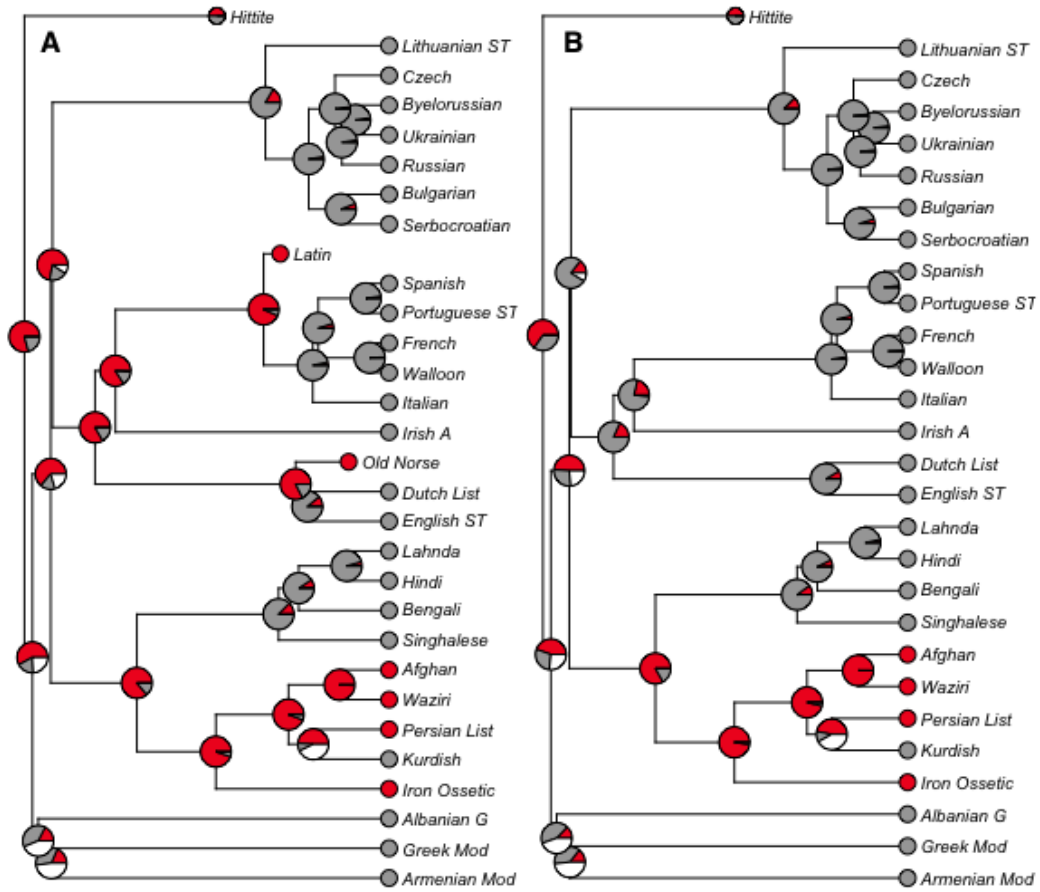 A
Hittite
Lithuanian ST
Czech
Byelorussian
Ukrainian
Russian
Bulgarian
Serbocroatian
Latin
Spanish
Portuguese ST
French
Walloon
Italian
Irish A
Old Norse
Dutch List
English ST
Lahnda
Hindi
Bengali
Singhalese
Afghan
Waziri
Persian List
Kurdish
Iron Ossetic
Albanian G
Greek Mod
Armenian Mod
B
Hittite
Lithuanian ST
Czech
Byelorussian
Ukrainian
Russian
Bulgarian
Serbocroatian
Spanish
Portuguese ST
French
Walloon
Italian
Irish A
Dutch List
English ST
Lahnda
Hindi
Bengali
Singhalese
Afghan
Waziri
Persian List
Kurdish
Iron Ossetic
Albanian G
Greek Mod
Armenian Mod